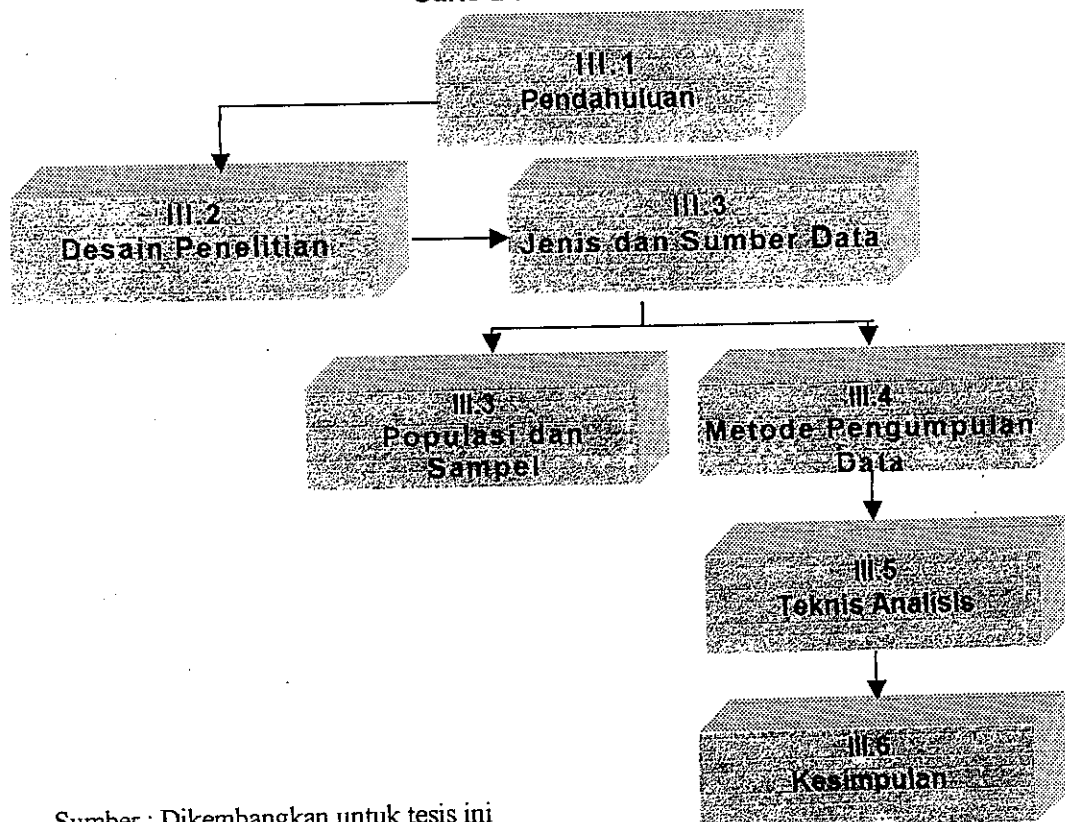 III.1
Pendahuluan
III.2
Desain Penelitian
III.3
Jenis dan Sumber Data
III.3
Populasi dan
Sampel
III.4
Metode Pengumpulan
Data
III.5
Teknis Analisis
III.6
Kesimpulan
Sumber : Dikembangkan untuk tesis ini